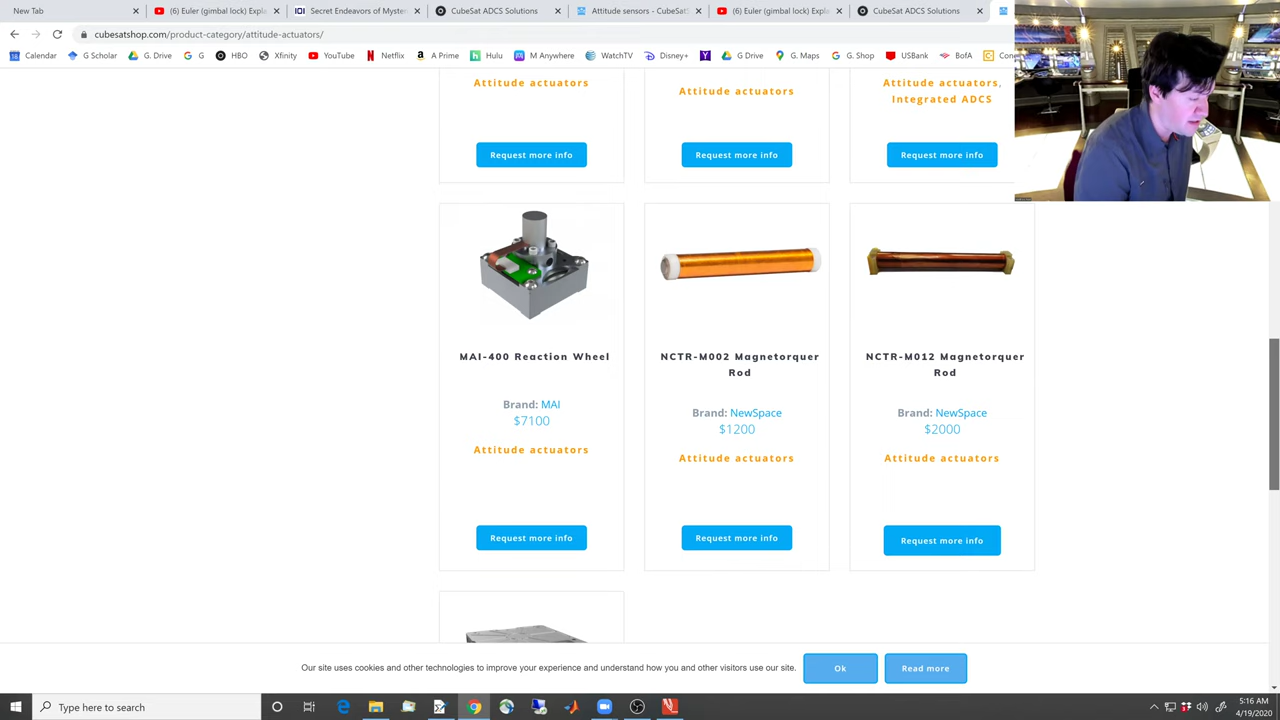 New Tab
(6) Euler (gimbal lock) Expla
Secret Endeavors of Myste
CubeSat ADCS Solutions
Attitude sensors - CubeSat
(6) Euler (gimbal lock) Expla
CubeSat ADCS Solutions
cubesatshop.com/product-category/attitude-actuators/
Calendar
G Scholar
G. Drive
G
HBO
Xfinity
YouTube
Netflix
A Prime
Hulu
M Anywhere
WatchTV
Disney+
G Drive
G. Maps
G. Shop
USBank
BofA
Attitude actuators
Attitude actuators
Attitude actuators,
Integrated ADCS
Request more info
Request more info
Request more info
MAI-400 Reaction Wheel
Brand: MAI
$7100
Attitude actuators
Request more info
NCTR-M002 Magnetorquer
Rod
Brand: NewSpace
$1200
Attitude actuators
Request more info
NCTR-M012 Magnetorquer
Rod
Brand: NewSpace
$2000
Attitude actuators
Request more info
Our site uses cookies and other technologies to improve your experience and understand how you and other visitors use our site.
Ok
Read more
Type here to search
5:16 AM
4/19/2020